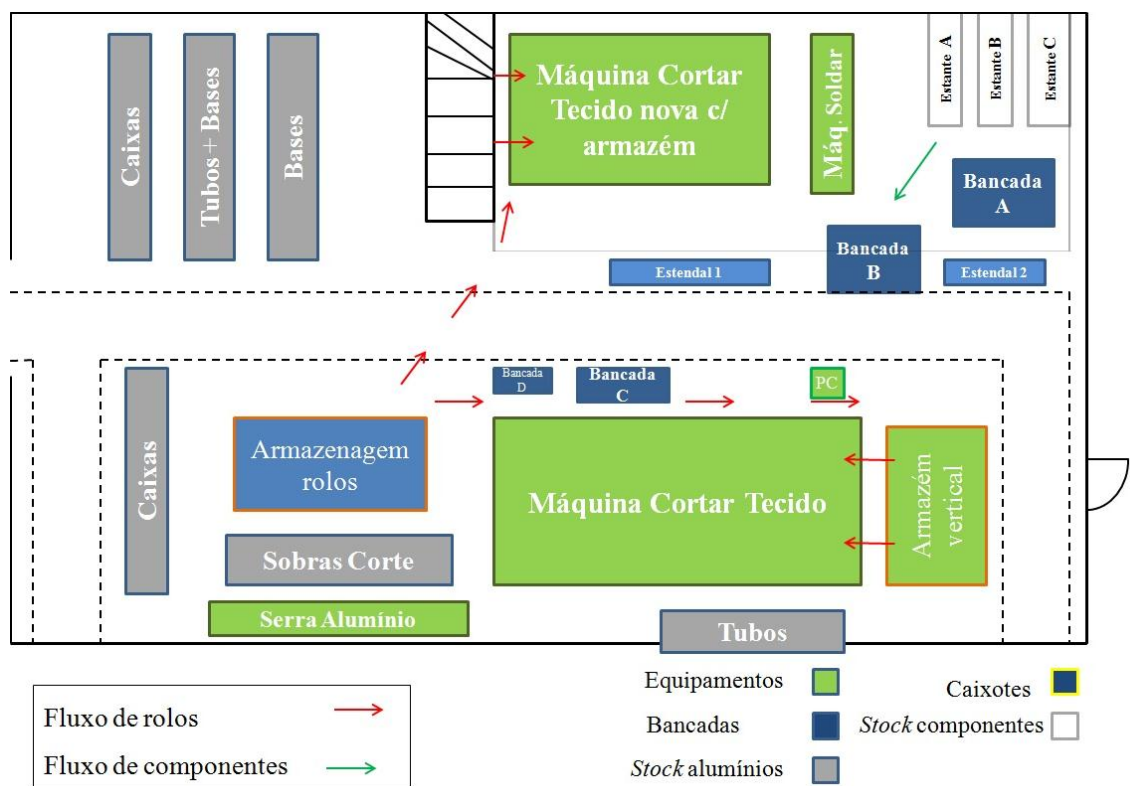 Caixas
Tubos + Bases
Bases
Máquina Cortar
Tecido nova c/
armazém
Máq. Soldar
Estante A
Estante B
Estante C
Bancada
A
Bancada
B
Estendal 1
Estendal 2
Caixas
Armazenagem
rolos
Bancada
D
Bancada
C
PC
Máquina Cortar Tecido
Armazém
vertical
Sobras Corte
Serra Alumínio
Tubos
Fluxo de rolos
Fluxo de componentes
Equipamentos
Bancadas
Stock alumínios
Caixotes
Stock componentes